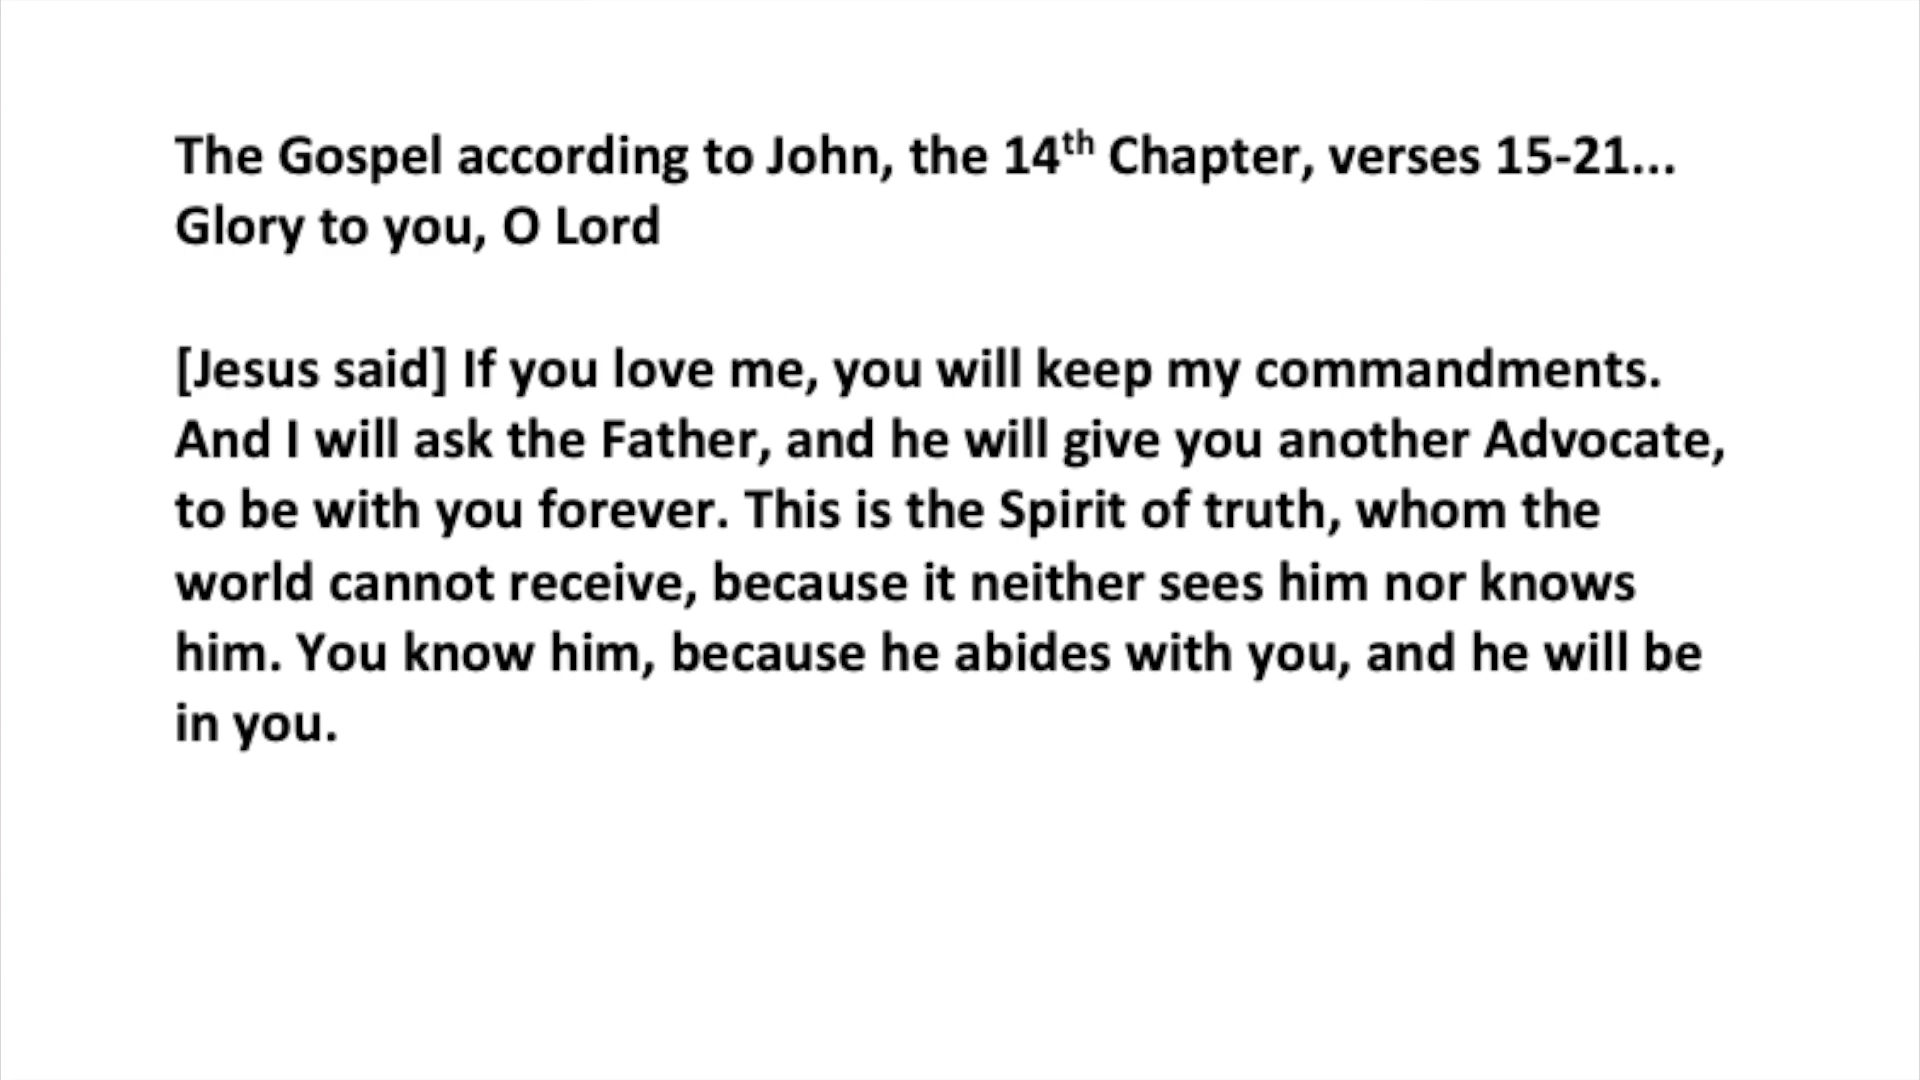 The Gospel according to John, the 14th Chapter, verses 15-21...
Glory to you, O Lord
[Jesus said] If you love me, you will keep my commandments.
And I will ask the Father, and he will give you another Advocate,
to be with you forever. This is the Spirit of truth, whom the
world cannot receive, because it neither sees him nor knows
him. You know him, because he abides with you, and he will be
in you.